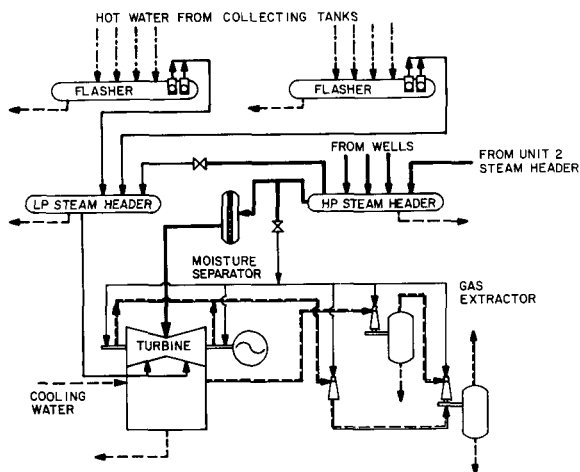 HOT WATER FROM COLLECTING TANKS
FLASHER
FLASHER
FROM WELLS
FROM UNIT 2
STEAM HEADER
LP STEAM HEADER
HP STEAM HEADER
MOISTURE
SEPARATOR
GAS
EXTRACTOR
TURBINE
COOLING
WATER